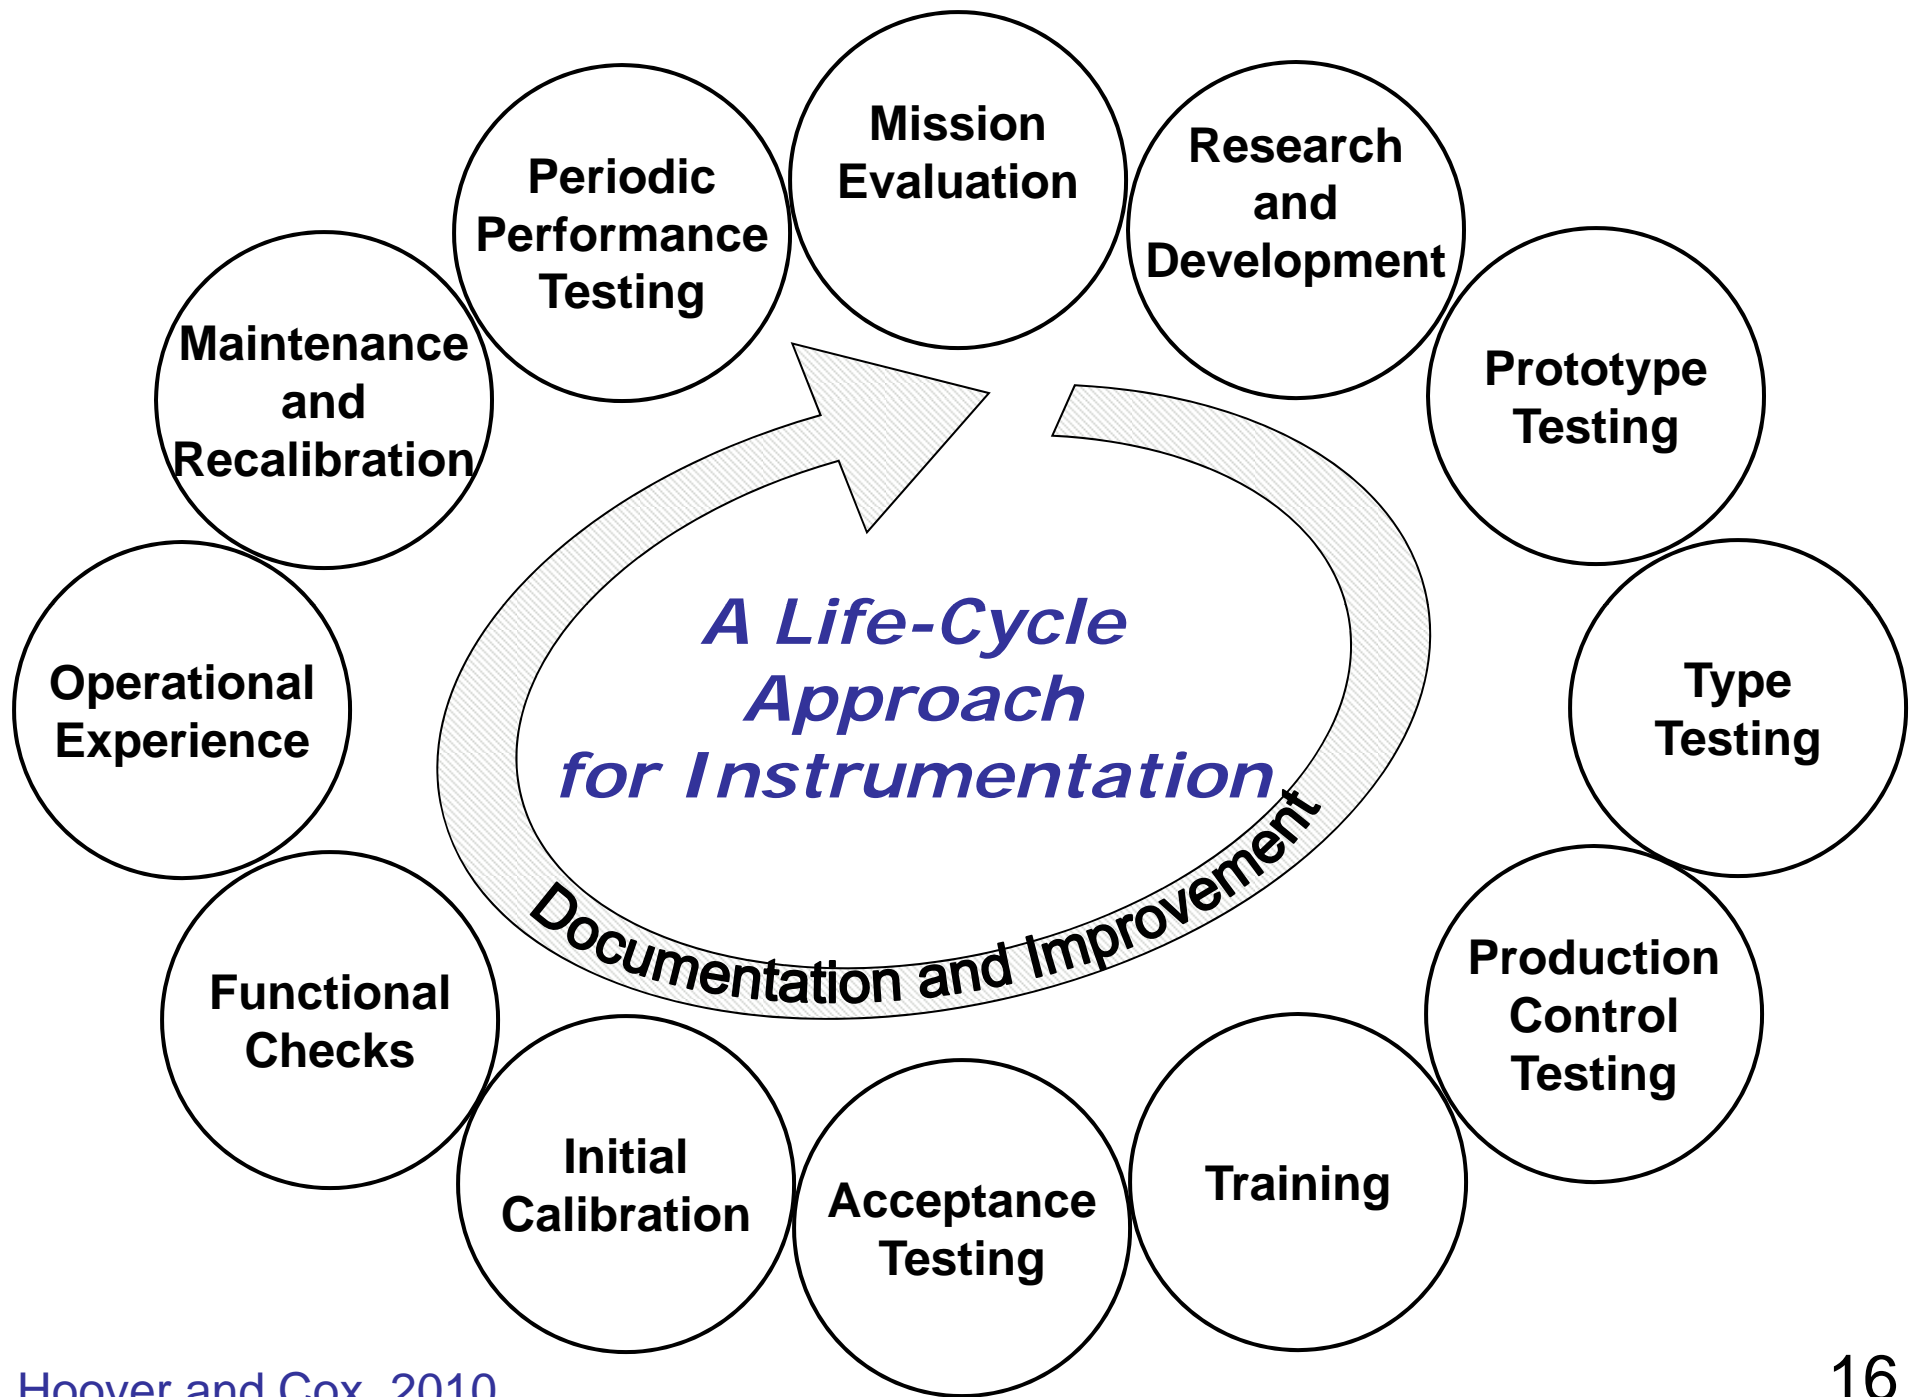 Mission
Evaluation
Research
and
Development
Prototype
Testing
Type
Testing
Production
Control
Testing
Training
Acceptance
Testing
Initial
Calibration
Functional
Checks
Operational
Experience
Maintenance
and
Recalibration
Periodic
Performance
Testing
A Life-Cycle
Approach
for Instrumentation
Documentation and Improvement
Hoover and Cox, 2010
16